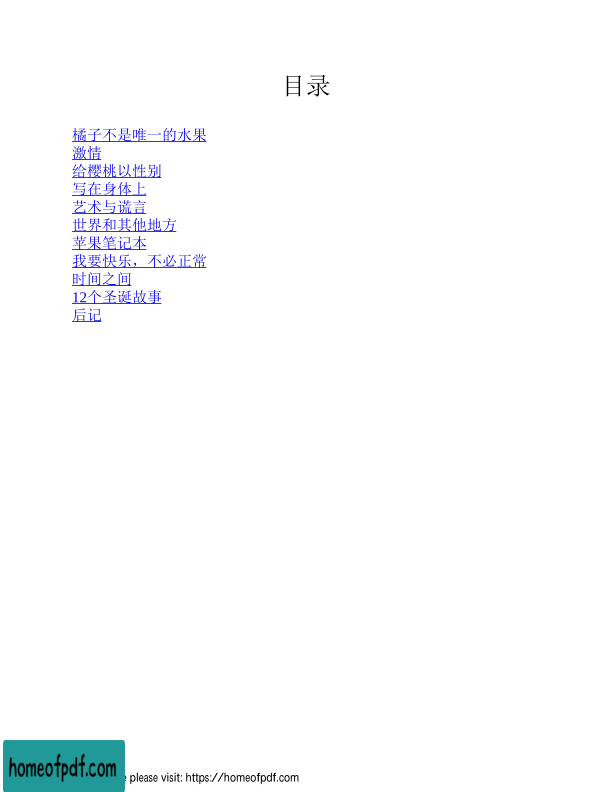 目录
橘子不是唯一的水果
激情
给樱桃以性别
写在身体上
艺术与谎言
世界和其他地方
苹果笔记本
我要快乐，不必正常
时间之间
12个圣诞故事
后记
homeofpdf.com
please visit: https://homeofpdf.com